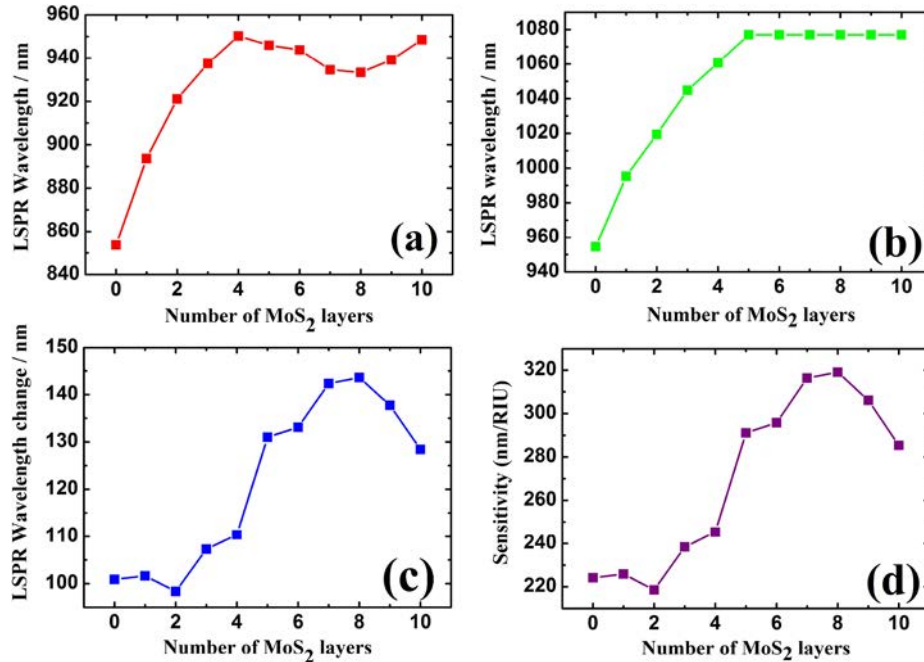 LSPR Wavelength / nm
960
940
920
900
880
860
840
0 2 4 6 8 10
Number of MoS2 layers
(a)
LSPR wavelength / nm
1080
1060
1040
1020
1000
980
960
940
0 2 4 6 8 10
Number of MoS2 layers
(b)
LSPR Wavelength change / nm
150
140
130
120
110
100
0 2 4 6 8 10
Number of MoS2 layers
(c)
Sensitivity (nm/RIU)
320
300
280
260
240
220
0 2 4 6 8 10
Number of MoS2 layers
(d)